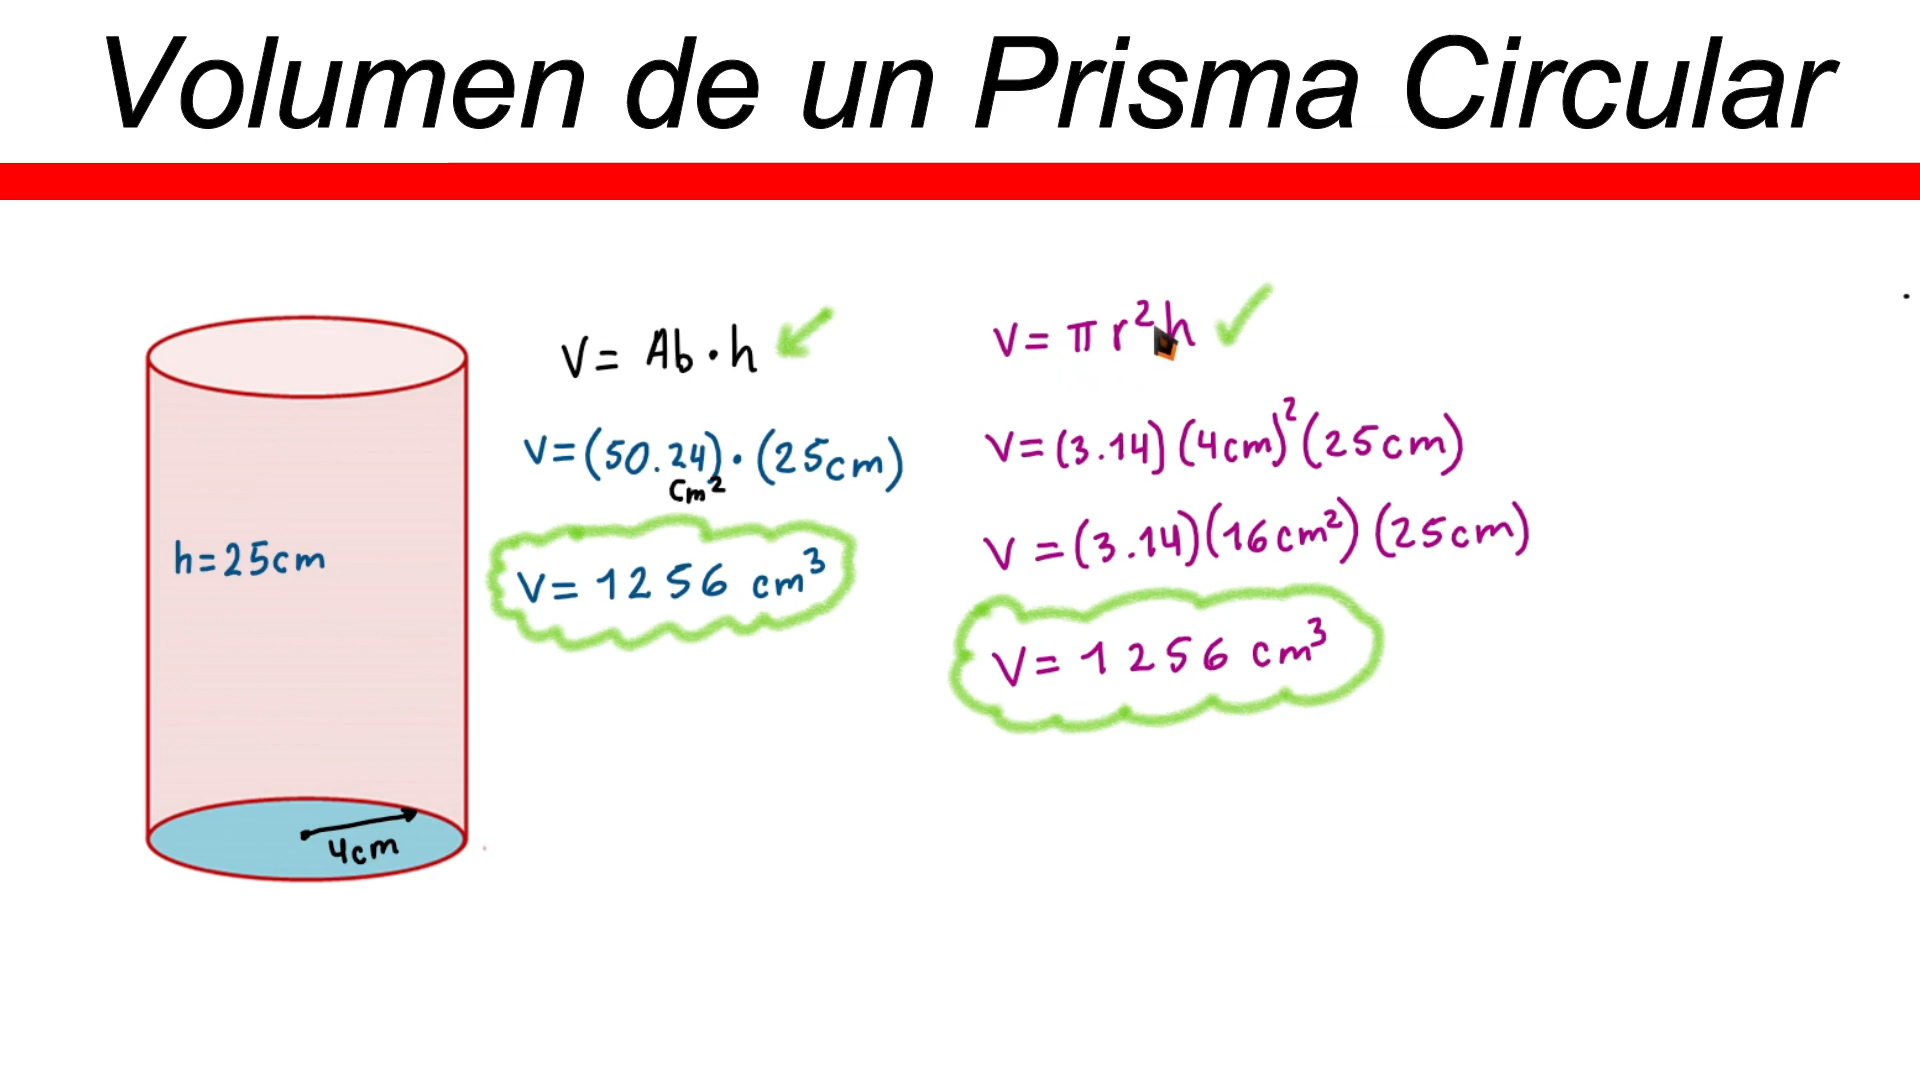 Volumen de un Prisma Circular
h=25cm
4cm
V= Ab·h
V=(50.24)·(25cm)
cm²
V= 1256 cm³
V= πr²h
V=(3.14)(4cm)²(25cm)
V=(3.14)(16cm²)(25cm)
V= 1256 cm³